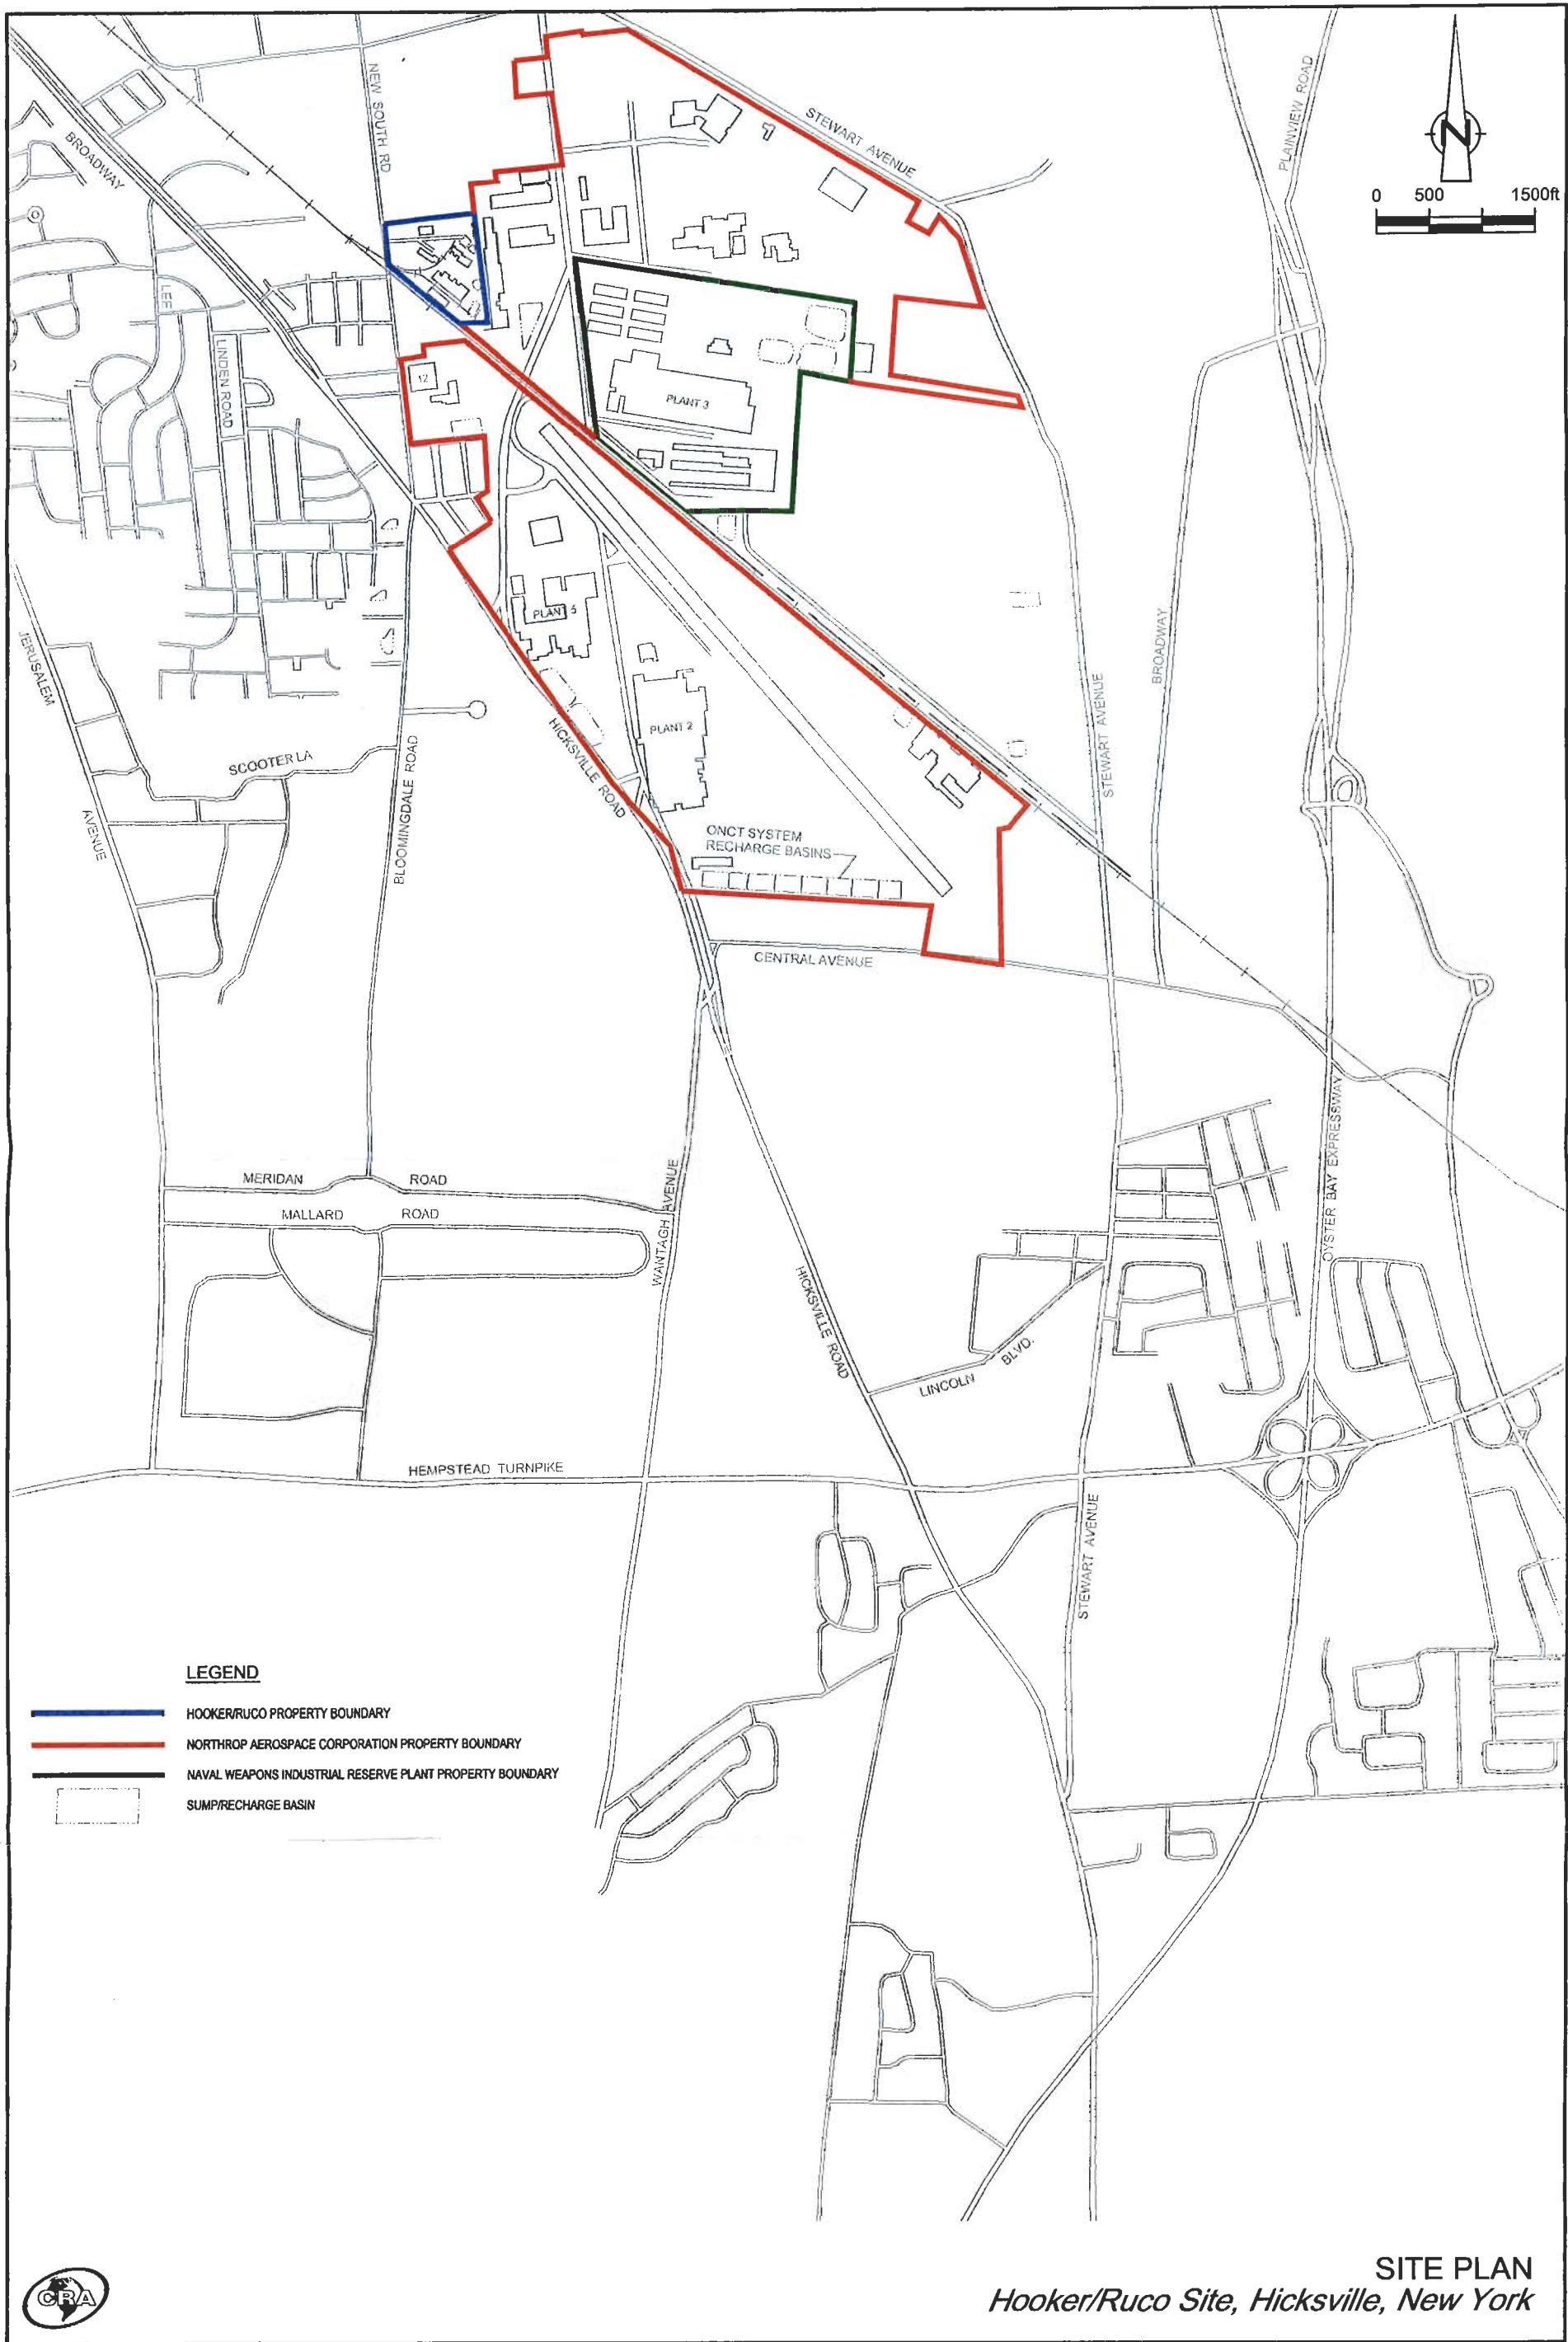 NEW SOUTH RD
BROADWAY
STEWART AVENUE
PLAINVIEW ROAD
N
0 500 1500ft
LEE
LINDEN ROAD
12
PLANT 3
PLANT 5
PLANT 2
JERUSALEM
AVENUE
SCOOTER LA
BLOOMINGDALE ROAD
HICKSVILLE ROAD
STEWART AVENUE
BROADWAY
ONCT SYSTEM
RECHARGE BASINS
CENTRAL AVENUE
MERIDAN ROAD
MALLARD ROAD
WANTAGH AVENUE
HICKSVILLE ROAD
LINCOLN BLVD.
OYSTER BAY EXPRESSWAY
HEMPSTEAD TURNPIKE
STEWART AVENUE
LEGEND
HOOKER/RUCO PROPERTY BOUNDARY
NORTHROP AEROSPACE CORPORATION PROPERTY BOUNDARY
NAVAL WEAPONS INDUSTRIAL RESERVE PLANT PROPERTY BOUNDARY
SUMP/RECHARGE BASIN
CRA
SITE PLAN
Hooker/Ruco Site, Hicksville, New York